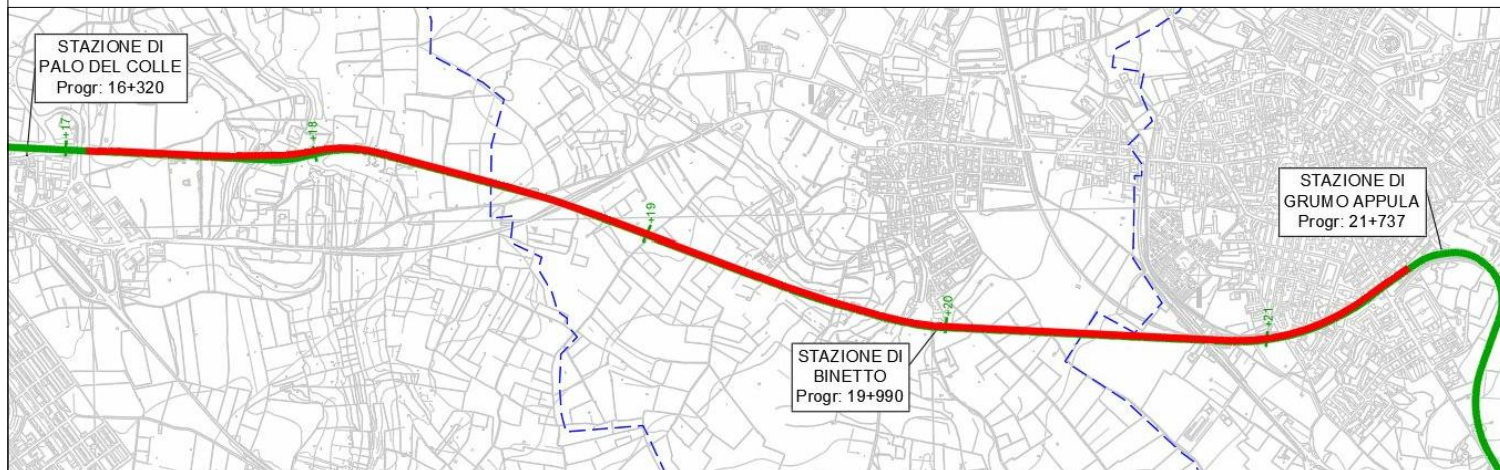 STAZIONE DI
PALO DEL COLLE
Progr: 16+320
+17
+18
+19
STAZIONE DI
BINETTO
Progr: 19+990
+20
+21
STAZIONE DI
GRUMO APPULA
Progr: 21+737